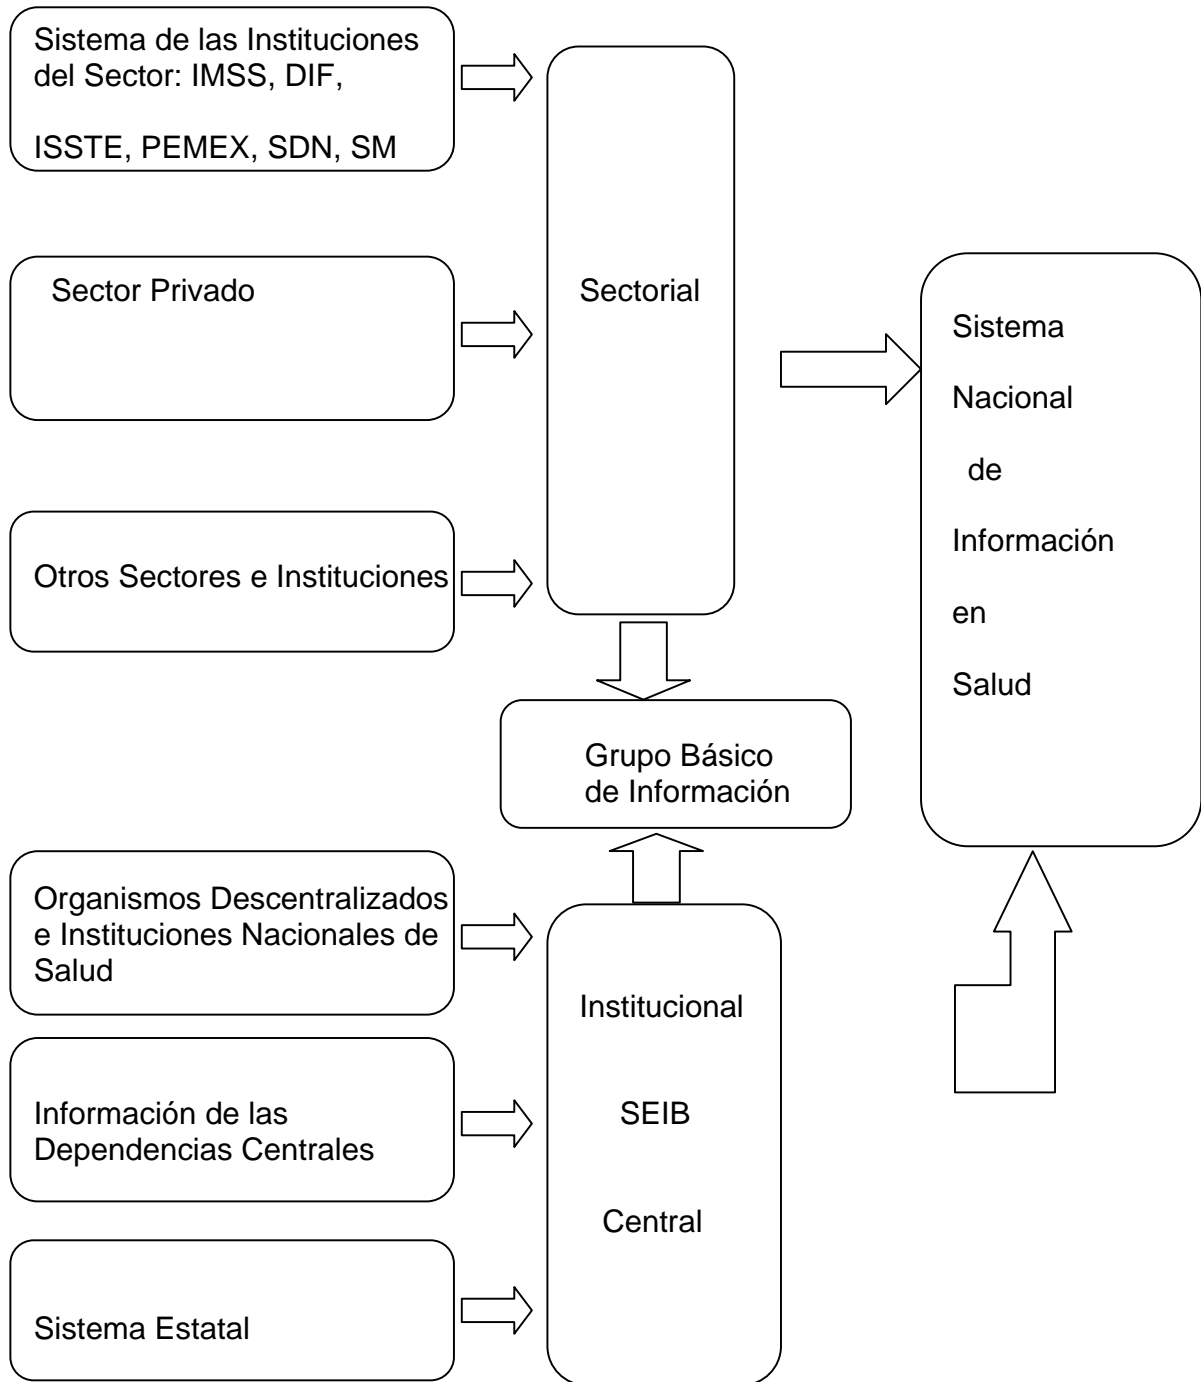 Sistema de las Instituciones
del Sector: IMSS, DIF,
ISSTE, PEMEX, SDN, SM
Sector Privado
Otros Sectores e Instituciones
Sectorial
Grupo Básico
de Información
Sistema
Nacional
de
Información
en
Salud
Organismos Descentralizados
e Instituciones Nacionales de
Salud
Información de las
Dependencias Centrales
Sistema Estatal
Institucional
SEIB
Central